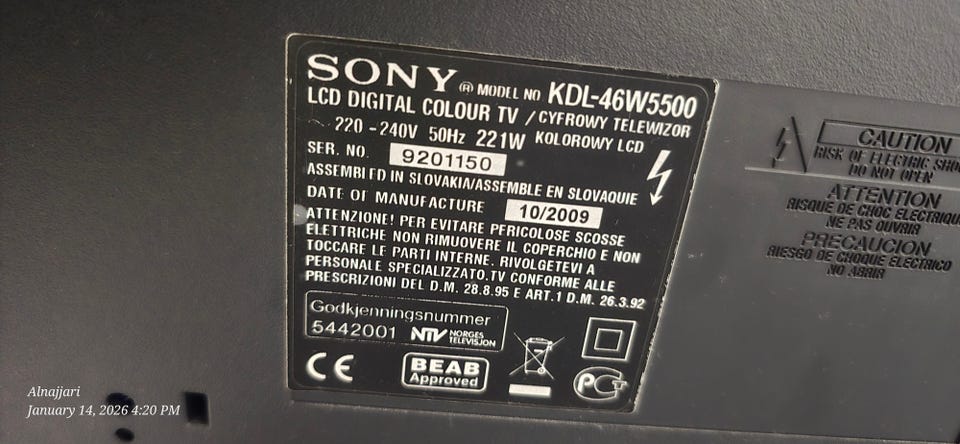 SONY ® MODEL NO KDL-46W5500
LCD DIGITAL COLOUR TV / CYFROWY TELEWIZOR
220 - 240V 50Hz 221W KOLOROWY LCD
SER. NO. 9201150
ASSEMBLED IN SLOVAKIA/ASSEMBLE EN SLOVAQUIE
DATE OF MANUFACTURE 10/2009
ATTENZIONE! PER EVITARE PERICOLOSE SCOSSE
ELETTRICHE NON RIMUOVERE IL COPERCHIO E NON
TOCCARE LE PARTI INTERNE. RIVOLGETEVI A
PERSONALE SPECIALIZZATO.TV CONFORME ALLE
PRESCRIZIONI DEL D.M. 28.8.95 E ART.1 D.M. 26.3.92
Godkjenningsnummer
5442001 NTV NORGES
TELEVISJON
CE
BEAB
Approved
PCT
CAUTION
RISK OF ELECTRIC SHO
DO NOT OPEN
ATTENTION
RISQUE DE CHOC ELECTRIQU
NE PAS OUVRIR
PRECAUCION
RIESGO DE CHOQUE ELECTRICO
NO ABRIR
Alnajjari
January 14, 2026 4:20 PM